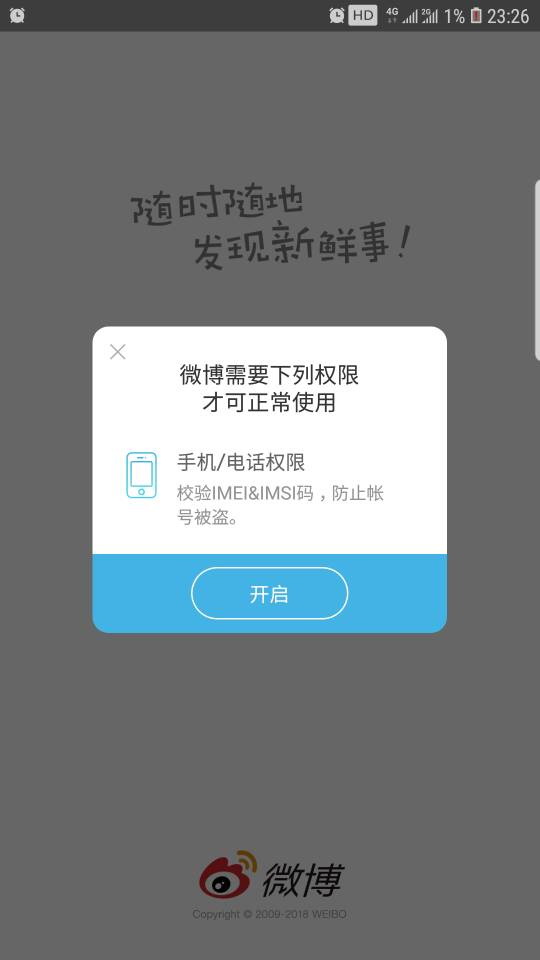 HD 4G 2G 1% 23:26
随时随地
发现新鲜事！
微博需要下列权限
才可正常使用
手机/电话权限
校验IMEI&IMSI码，防止帐
号被盗。
开启
微博
Copyright © 2009-2018 WEIBO